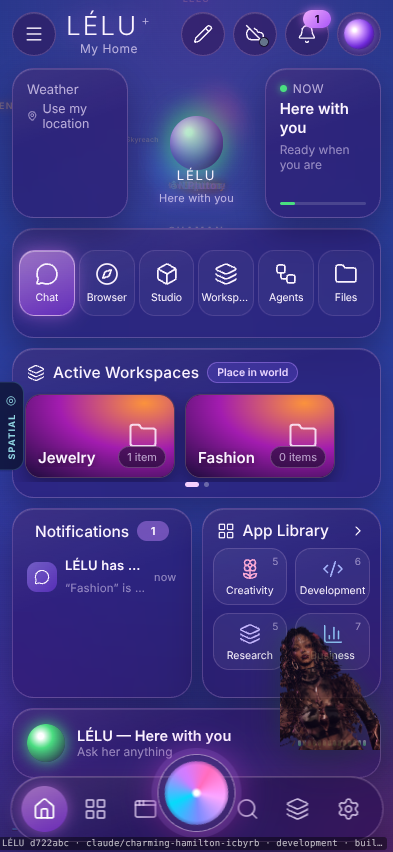 LÉLU +
My Home
1
Weather
Use my
location
Skyreach
LÉLU
Here with you
NOW
Here with
you
Ready when
you are
Chat
Browser
Studio
Worksp...
Agents
Files
Active Workspaces
Place in world
Jewelry
1 item
Fashion
0 items
SPATIAL
Notifications
1
LÉLU has ...
"Fashion" is ...
now
App Library
Creativity
5
Development
6
Research
5
7
LÉLU — Here with you
Ask her anything
LÉLU d722abc · claude/charming-hamilton-icbyrb · development · buil…